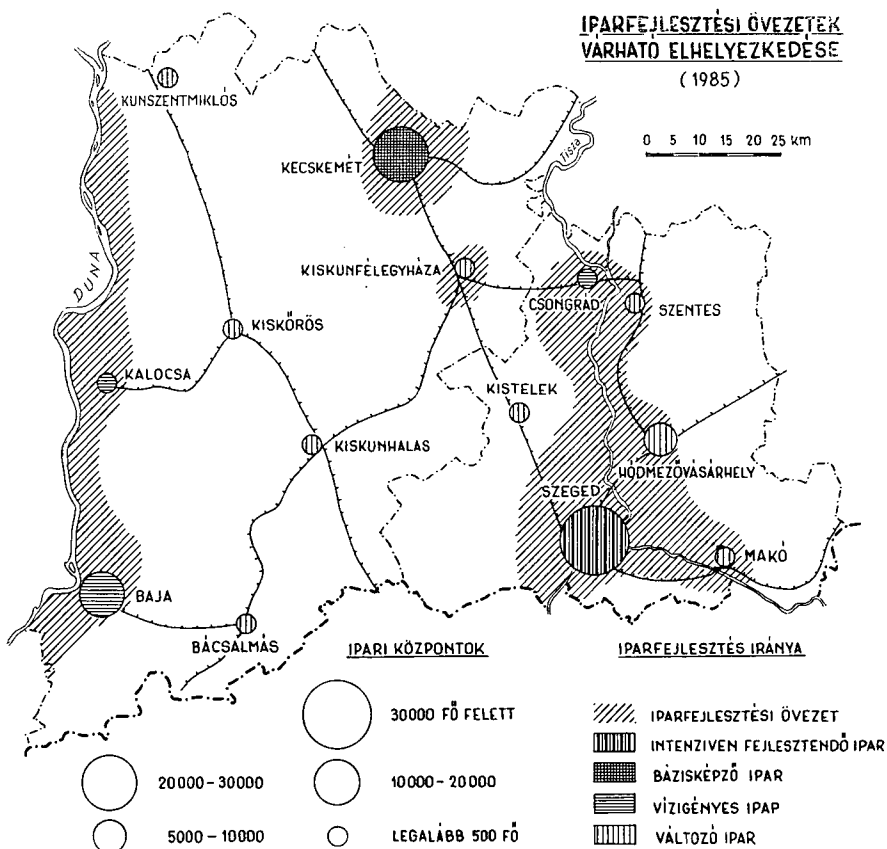 IPARFEJLESZTÉSI ÖVEZETEK
VÁRHATÓ ELHELYEZKEDÉSE
(1985)
0 5 10 15 20 25 km
KUNSZENTMIKLÓS
KECSKEMÉT
Tisza
DUNA
KISKUNFÉLEGYHÁZA
CSONGRÁD
SZENTES
KISKŐRÖS
KALOCSA
KISTELEK
KISKUNHALAS
HÓDMEZŐVÁSÁRHELY
SZEGED
MAKÓ
BAJA
BÁCSALMÁS
IPARI KÖZPONTOK
30000 FŐ FELETT
20000-30000
10000-20000
5000-10000
LEGALÁBB 500 FŐ
IPARFEJLESZTÉS IRÁNYA
IPARFEJLESZTÉSI ÖVEZET
INTENZIVEN FEJLESZTENDŐ IPAR
BÁZISKÉPZŐ IPAR
VÍZIGÉNYES IPAP
VÁLTOZÓ IPAR